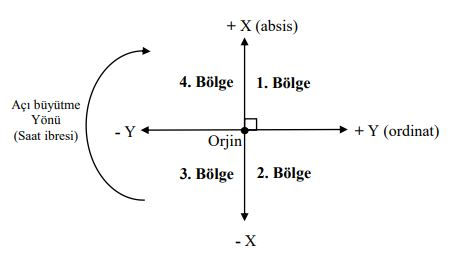 + X (absis)
4. Bölge
1. Bölge
Açı büyütme
Yönü
(Saat ibresi)
- Y
+ Y (ordinat)
Orjin
3. Bölge
2. Bölge
- X